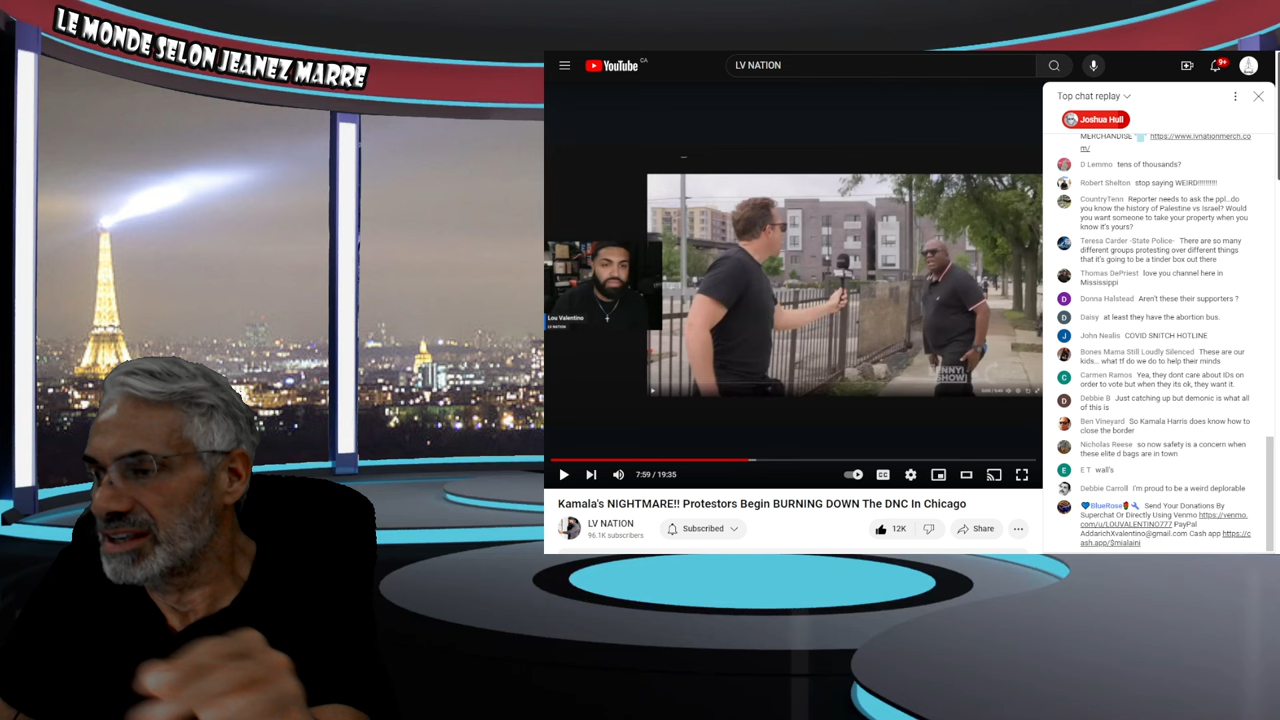 LE MONDE SELON JEANEZ MARRE
YouTube CA
LV NATION
9+
Top chat replay
Joshua Hull
MERCHANDISE https://www.lvnationmerch.co
m/
D Lemmo tens of thousands?
Robert Shelton stop saying WEIRD!!!!!!!!!!
CountryTenn Reporter needs to ask the ppl...do
you know the history of Palestine vs Israel? Would
you want someone to take your property when you
know it's yours?
Teresa Carder -State Police- There are so many
different groups protesting over different things
that it's going to be a tinder box out there
Thomas DePriest love you channel here in
Mississippi
Donna Halstead Aren't these their supporters ?
Daisy at least they have the abortion bus.
John Nealis COVID SNITCH HOTLINE
Bones Mama Still Loudly Silenced These are our
kids... what tf do we do to help their minds
Carmen Ramos Yea, they dont care about IDs on
order to vote but when they its ok, they want it.
Debbie B Just catching up but demonic is what all
of this is
Ben Vineyard So Kamala Harris does know how to
close the border
Nicholas Reese so now safety is a concern when
these elite d bags are in town
E T wall's
Debbie Carroll I'm proud to be a weird deplorable
BlueRose Send Your Donations By
Superchat Or Directly Using Venmo https://venmo.
com/u/LOUVALENTINO777 PayPal
AddarichXvalentino@gmail.com Cash app https://c
ash.app/$mialaini
Lou Valentino
LV NATION
ENNY!
SHOW
7:59 / 19:35
Kamala's NIGHTMARE!! Protestors Begin BURNING DOWN The DNC In Chicago
LV NATION
96.1K subscribers
Subscribed
12K
Share